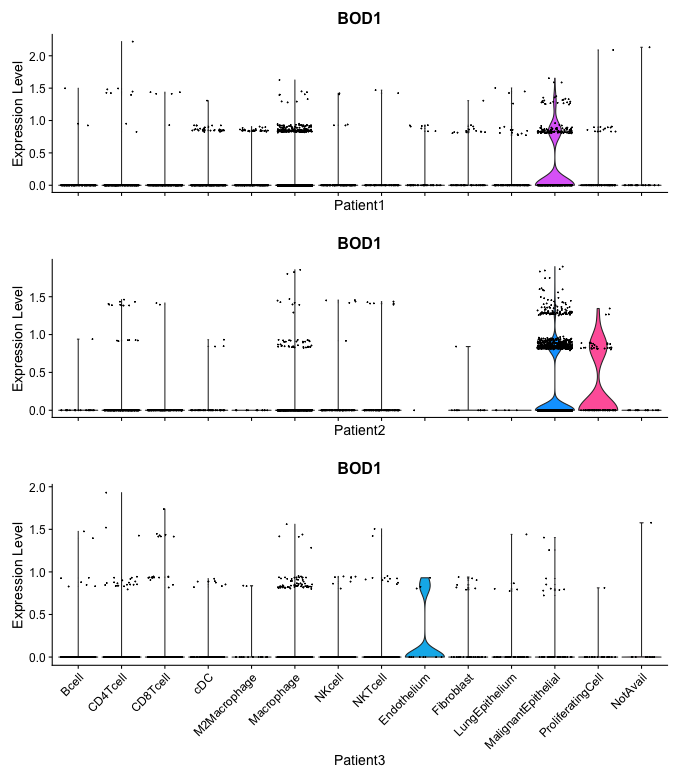 BOD1
Expression Level
2.0
1.5
1.0
0.5
0.0
Patient1
BOD1
Expression Level
1.5
1.0
0.5
0.0
Patient2
BOD1
Expression Level
2.0
1.5
1.0
0.5
0.0
Bcell
CD4Tcell
CD8Tcell
cDC
M2Macrophage
Macrophage
NKcell
NKTcell
Endothelium
Fibroblast
LungEpithelium
MalignantEpithelial
ProliferatingCell
NotAvail
Patient3